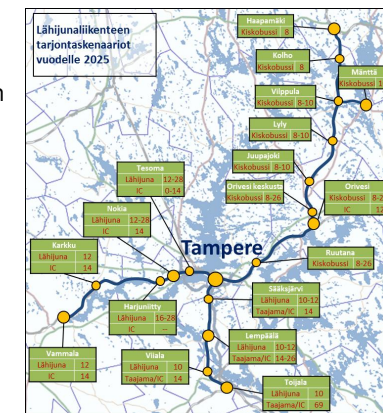 Lähijunaliikenteen
tarjontaskenaariot
vuodelle 2025
Haapamäki
Kiskobussi 8
Kolho
Kiskobussi 8
Mänttä
Kiskobussi
Vilppula
Kiskobussi 8-10
Lyly
Kiskobussi 8-10
Juupajoki
Kiskobussi 8-10
Orivesi keskusta
Kiskobussi 8-26
Orivesi
Kiskobussi
IC
Tesoma
Lähijuna 12-28
IC 0-14
Nokia
Lähijuna 12-28
IC 14
Karkku
Lähijuna 12
IC 14
Tampere
Ruutana
Kiskobussi 8-26
Sääksjärvi
Lähijuna 10-12
Taajama/IC 14
Harjuniitty
Lähijuna 16-28
IC ---
Lempäälä
Lähijuna 10-12
Taajama/IC 14-26
Vammala
Lähijuna 12
IC 14
Viiala
Lähijuna 10
Taajama/IC 14
Toijala
Lähijuna 10
Taajama/IC 69